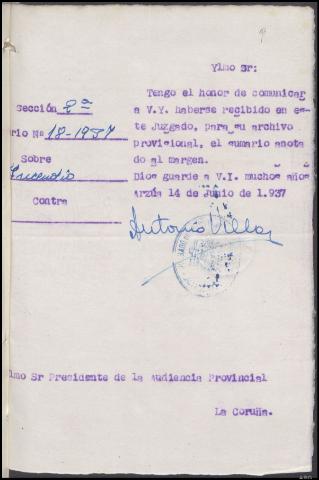 Ylmo Sr:
Tengo el honor de comunicar
a V.Y. haberse recibido en es-
te Juzgado, para su archivo
provisional, el sumario anota
do al margen.
Dios guarde a V.I. muchos años
Arzúa 14 de Junio de 1.937
Sección 2ª
rio Nº 18-1937
Sobre
Incendio
Contra
Antonio Villar
lmo Sr Presidente de la Audiencia Provincial
La Coruña.